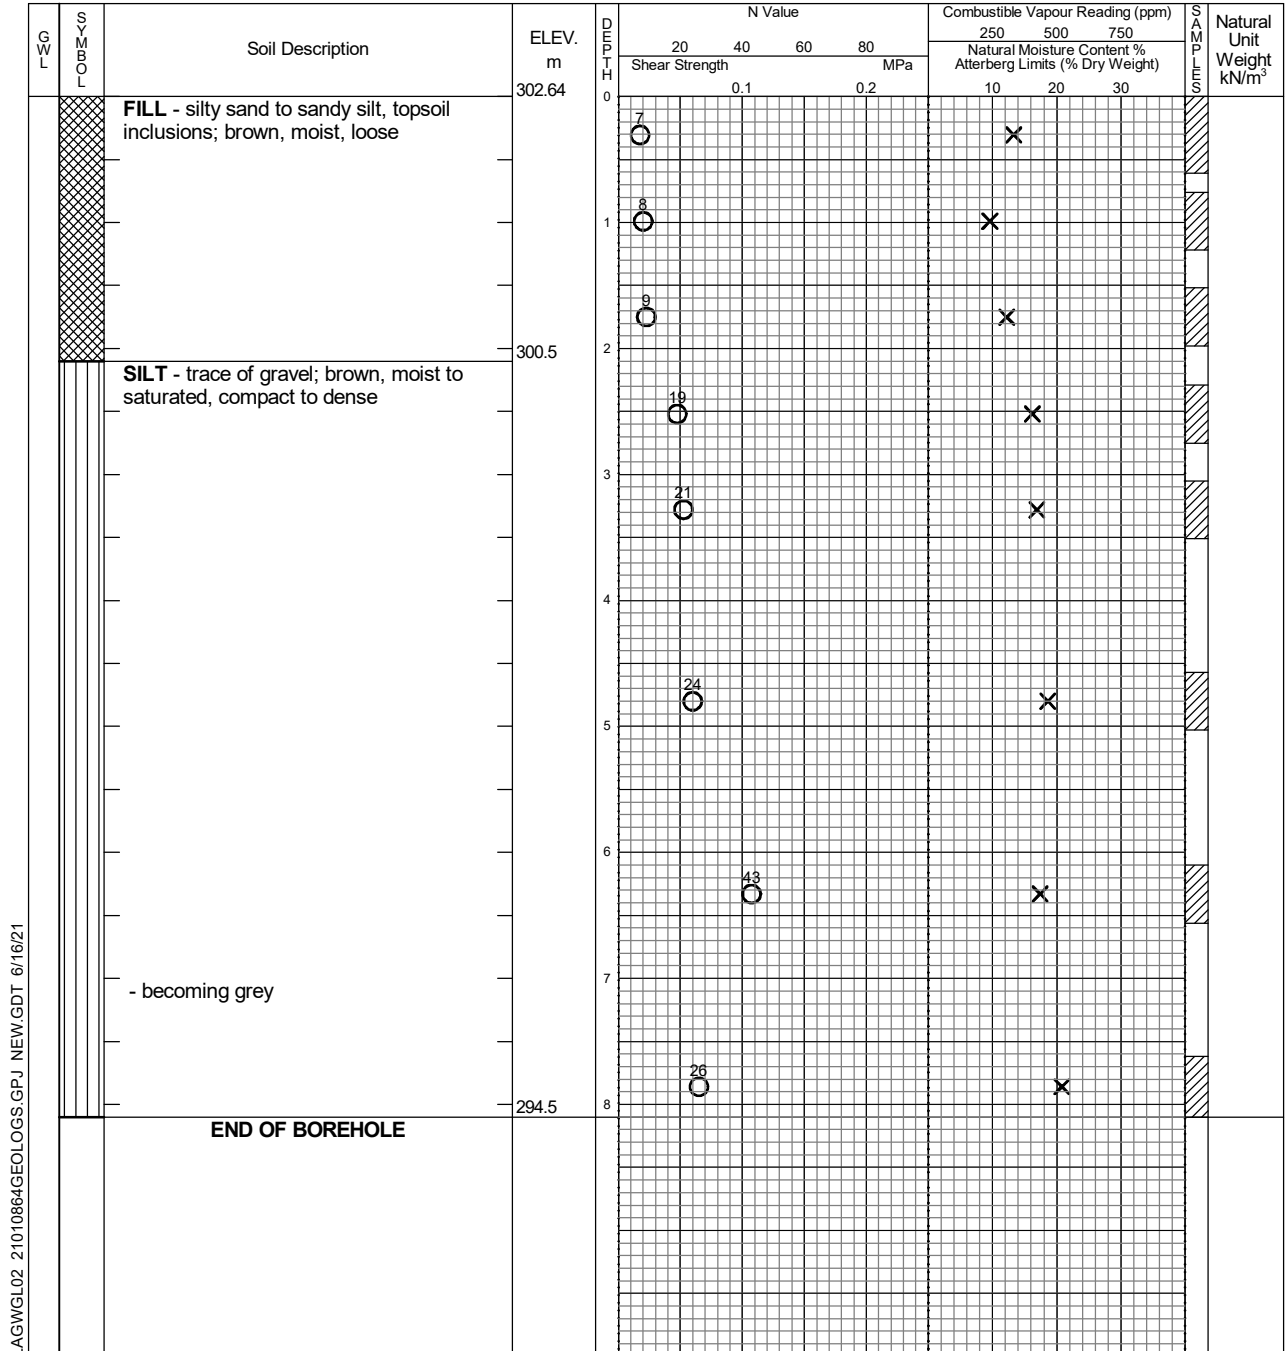 GWL
SYMBOL
Soil Description
ELEV.
m
302.64
DEPTH
N Value
20 40 60 80
Shear Strength MPa
0.1 0.2
Combustible Vapour Reading (ppm)
250 500 750
Natural Moisture Content %
Atterberg Limits (% Dry Weight)
10 20 30
SAMPLES
Natural
Unit
Weight
kN/m³
0
FILL - silty sand to sandy silt, topsoil
inclusions; brown, moist, loose
7
8
1
9
2
300.5
SILT - trace of gravel; brown, moist to
saturated, compact to dense
19
3
21
4
24
5
6
43
7
- becoming grey
26
294.5
8
END OF BOREHOLE
AGWGL02 21010864GEOLOGS.GPJ NEW.GDT 6/16/21